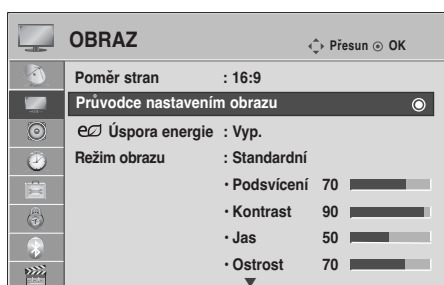 OBRAZ
Přesun OK
Poměr stran : 16:9
Průvodce nastavením obrazu
Úspora energie : Vyp.
Režim obrazu : Standardní
• Podsvícení 70
• Kontrast 90
• Jas 50
• Ostrost 70